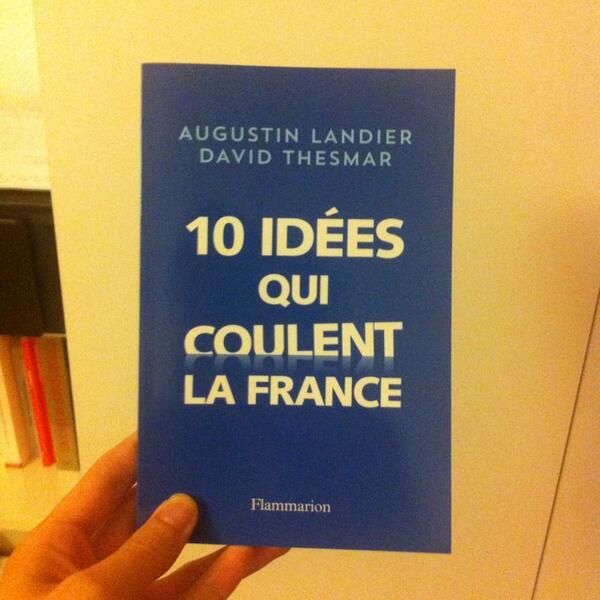 AUGUSTIN LANDIER
DAVID THESMAR
10 IDÉES
QUI
COULENT
LA FRANCE
Flammarion